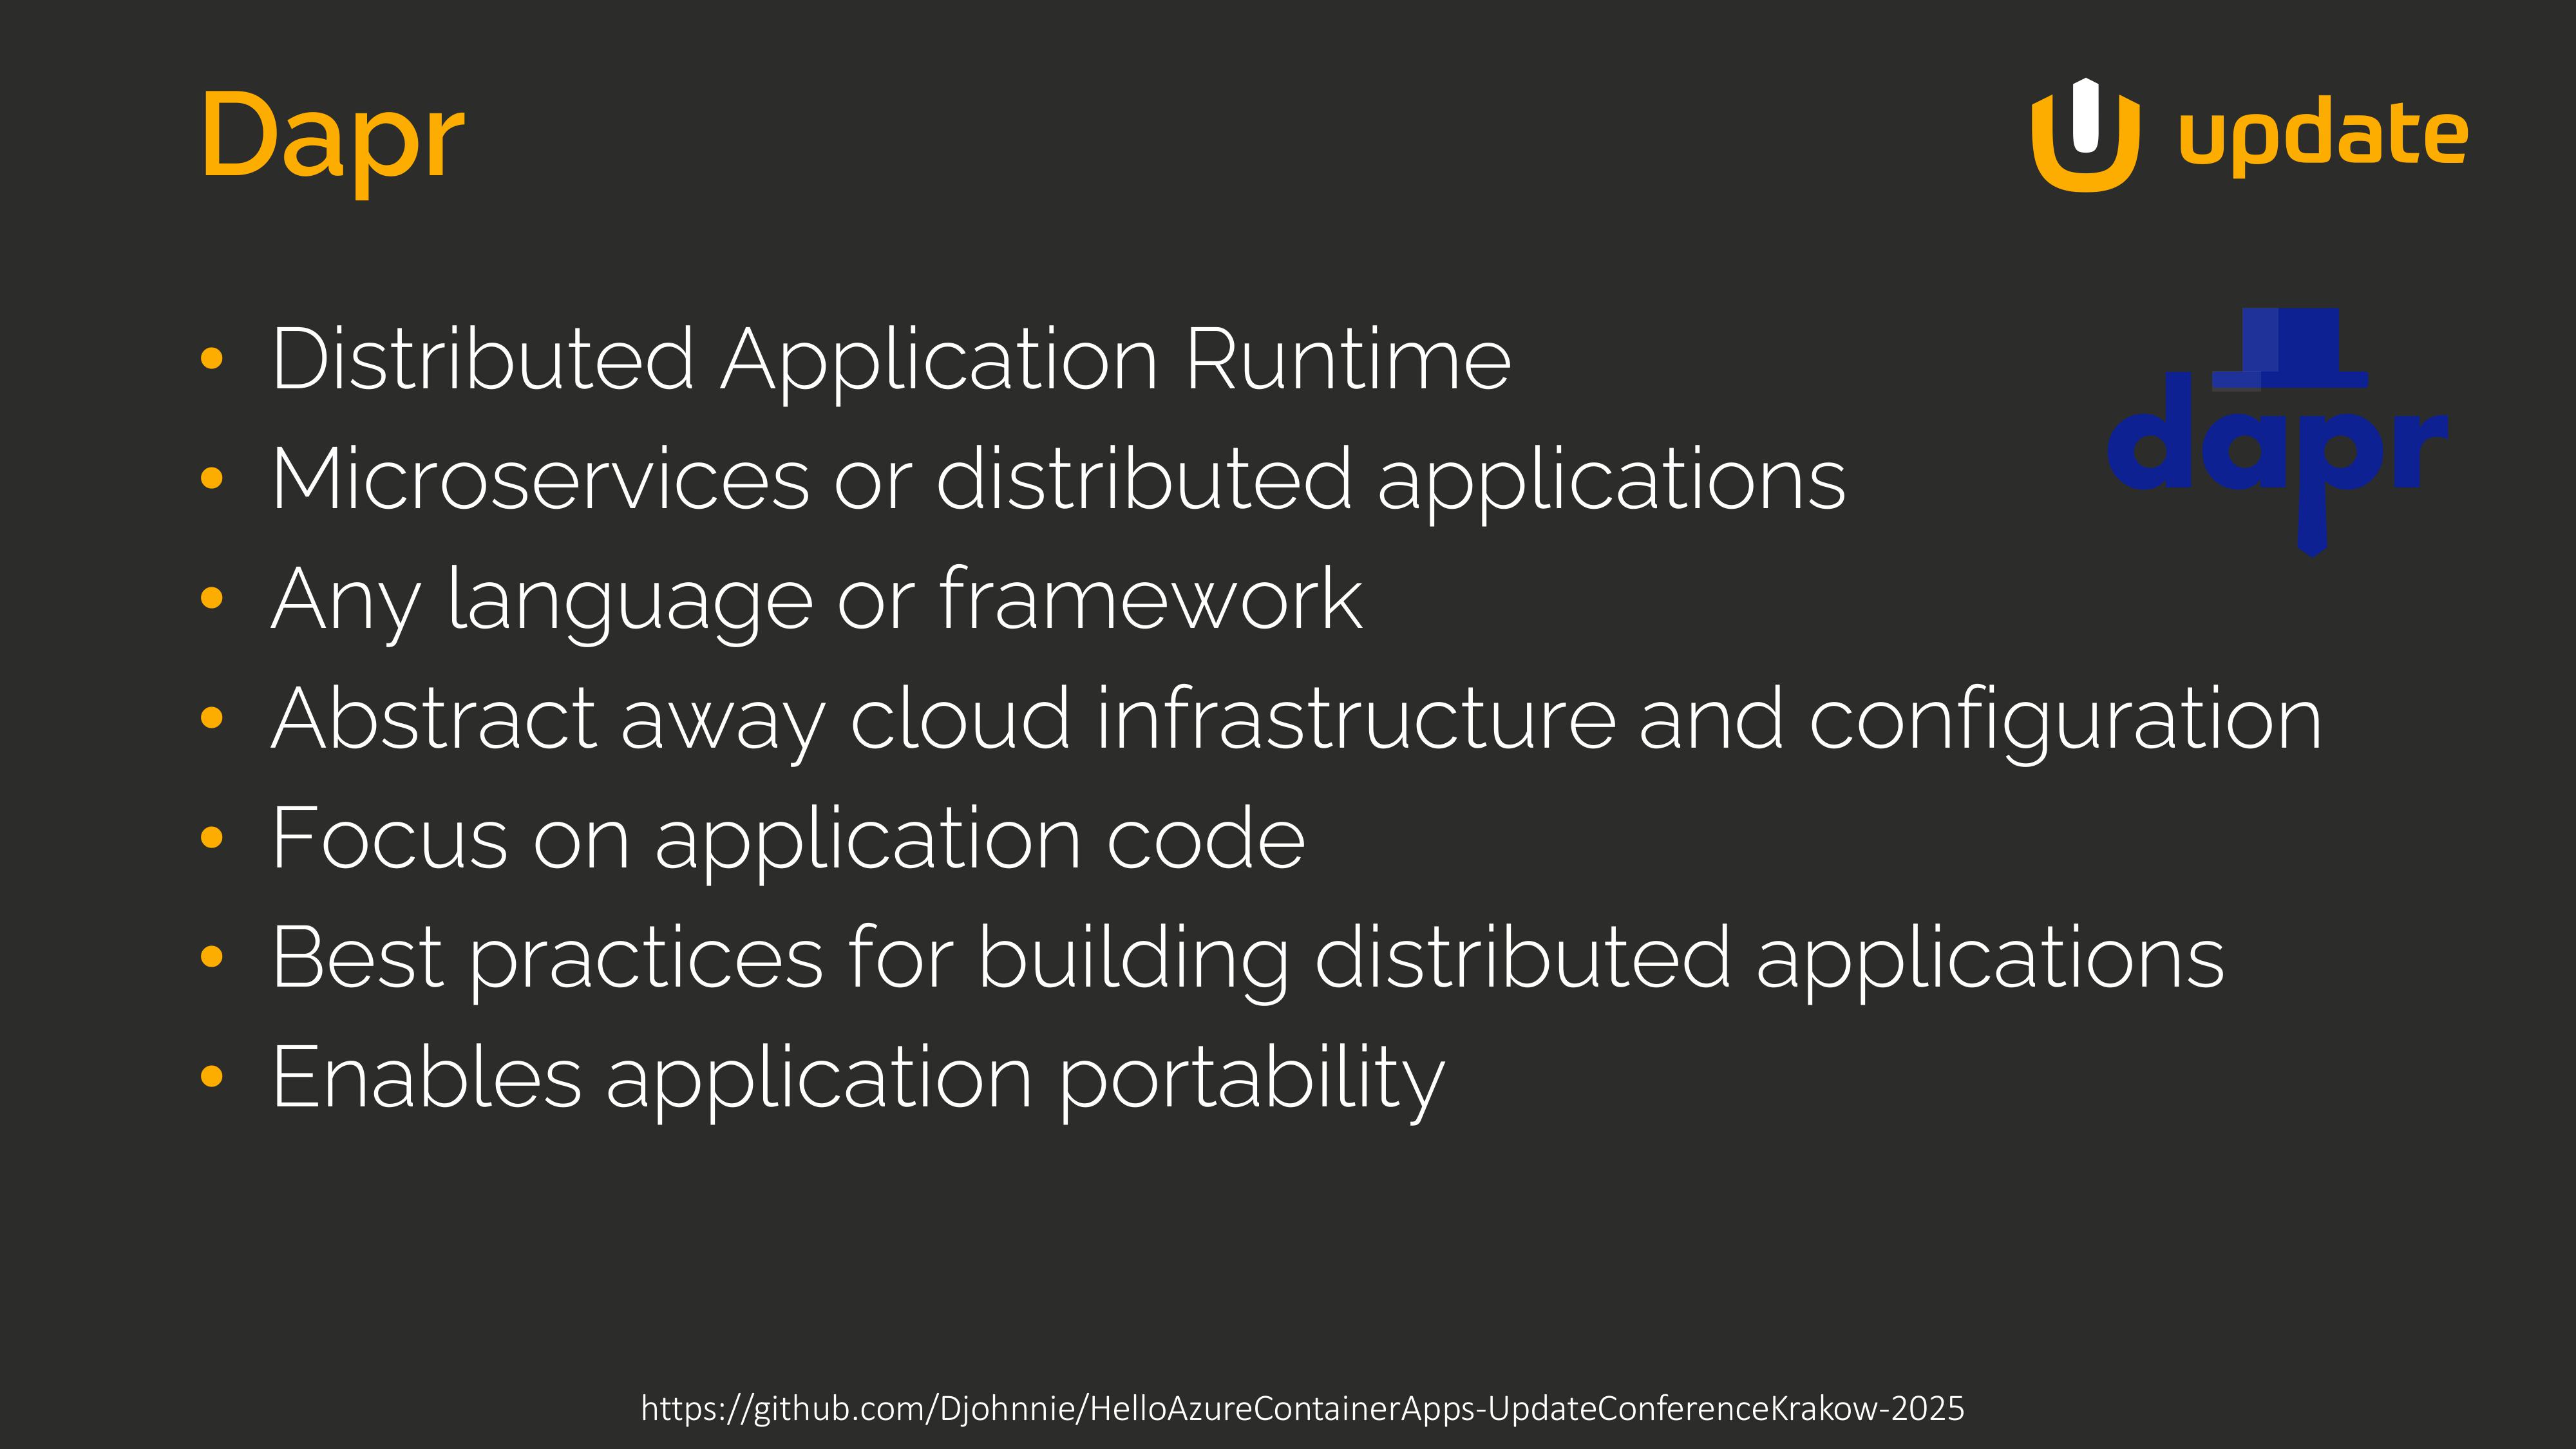 Dapr
update
dapr
• Distributed Application Runtime
• Microservices or distributed applications
• Any language or framework
• Abstract away cloud infrastructure and configuration
• Focus on application code
• Best practices for building distributed applications
• Enables application portability
https://github.com/Djohnnie/HelloAzureContainerApps-UpdateConferenceKrakow-2025